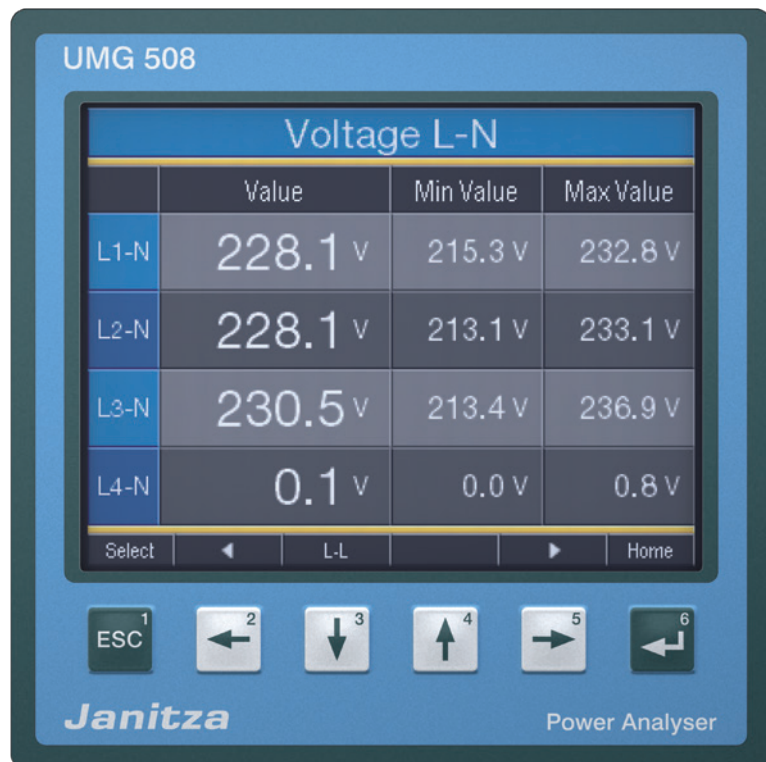 UMG 508
Voltage L-N
Value Min Value Max Value
L1-N 228.1 V 215.3 V 232.8 V
L2-N 228.1 V 213.1 V 233.1 V
L3-N 230.5 V 213.4 V 236.9 V
L4-N 0.1 V 0.0 V 0.8 V
Select L-L Home
ESC 1 2 3 4 5 6
Janitza Power Analyser